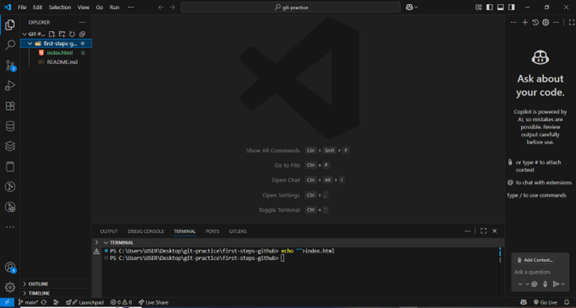 File Edit Selection View Go Run ...
git-practice
EXPLORER
GIT P...
first-steps-g...
index.html U
README.md
OUTLINE
TIMELINE
Show All Commands Ctrl + Shift + P
Go to File Ctrl + P
Open Chat Ctrl + Alt + I
Open Settings Ctrl + ,
Toggle Terminal Ctrl + `
OUTPUT DEBUG CONSOLE TERMINAL PORTS GITLENS
TERMINAL
PS C:\Users\USER\Desktop\git-practice\first-steps-github> echo "">index.html
PS C:\Users\USER\Desktop\git-practice\first-steps-github>
Ask about
your code.
Copilot is powered by
AI, so mistakes are
possible. Review
output carefully
before use.
or type # to attach
context
@ to chat with extensions
Type / to use commands
Add Context...
Ask a question.
main* Launchpad 0 0 Live Share Go Live